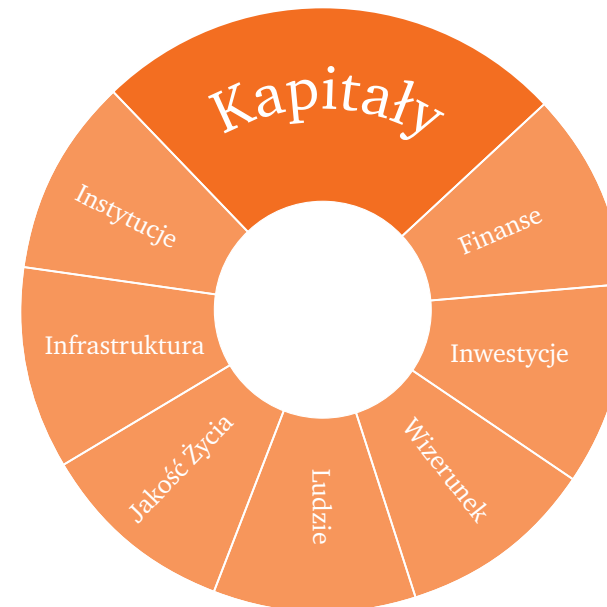 Kapitały
Finanse
Inwestycje
Wizerunek
Ludzie
Jakość Życia
Infrastruktura
Instytucje